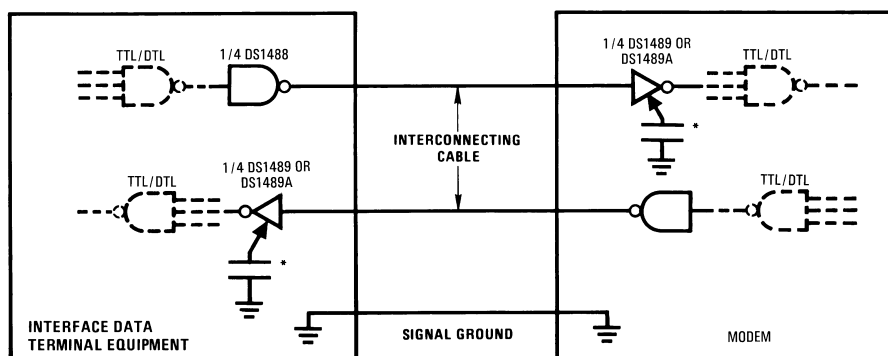 TTL/DTL
1/4 DS1488
1/4 DS1489 OR
DS1489A
TTL/DTL
*
INTERCONNECTING
CABLE
TTL/DTL
1/4 DS1489 OR
DS1489A
*
TTL/DTL
INTERFACE DATA
TERMINAL EQUIPMENT
SIGNAL GROUND
MODEM